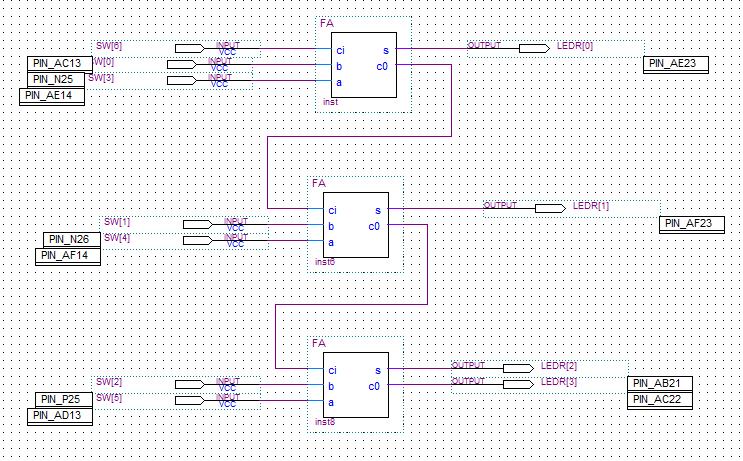 FA
SW[6] INPUT VCC ci s OUTPUT LEDR[0]
PIN_AC13 SW[0] INPUT VCC b c0 PIN_AE23
PIN_N25 SW[3] INPUT VCC a
PIN_AE14
inst
FA
ci s OUTPUT LEDR[1]
SW[1] INPUT VCC b c0 PIN_AF23
PIN_N26 SW[4] INPUT VCC a
PIN_AF14
inst6
FA
ci s OUTPUT LEDR[2]
SW[2] INPUT VCC b c0 OUTPUT LEDR[3] PIN_AB21
PIN_P25 SW[5] INPUT VCC a PIN_AC22
PIN_AD13
inst8